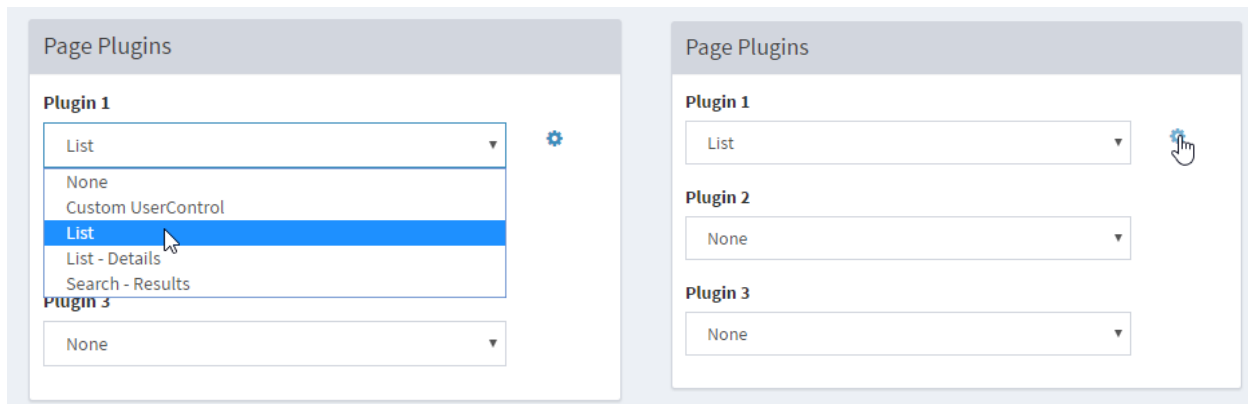 Page Plugins
Plugin 1
List
None
Custom UserControl
List
List - Details
Search - Results
Plugin 3
None
Page Plugins
Plugin 1
List
Plugin 2
None
Plugin 3
None